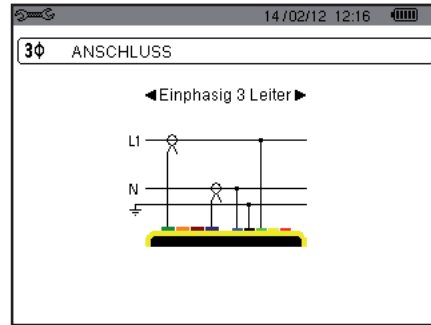 14/02/12 12:16
3Φ ANSCHLUSS
◄Einphasig 3 Leiter►
L1
N